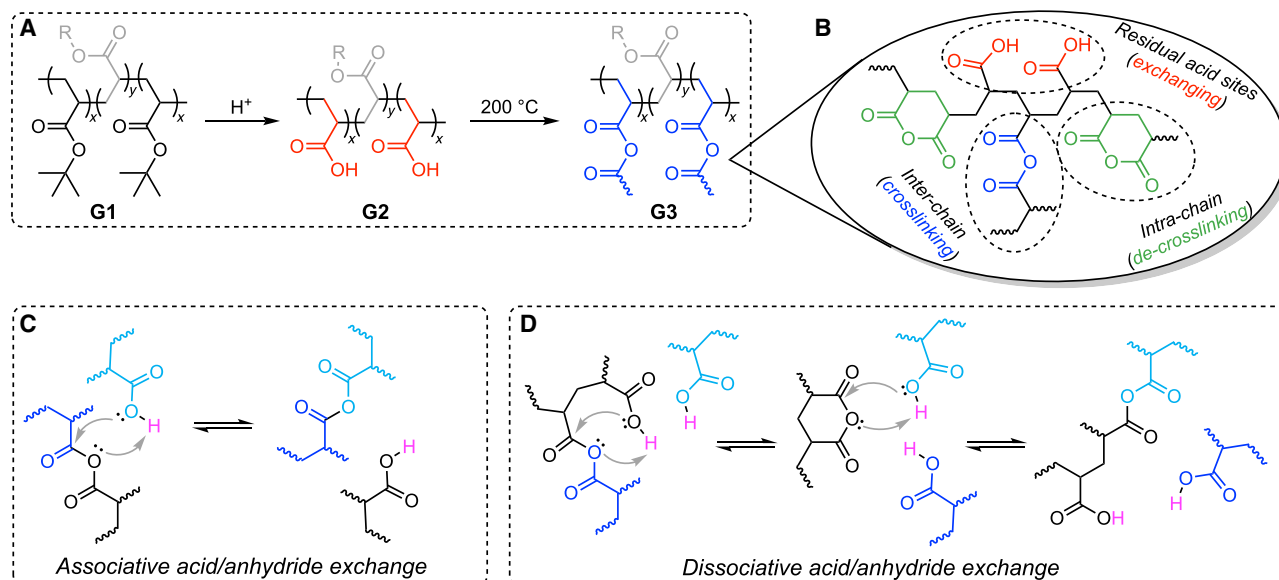 A
R
O
O
( )y( )
x
x
O
O
O
O
G1
H+
R
O
O
( )y( )
x
x
O
OH
O
OH
G2
200 °C
R
O
O
( )y( )
x
x
O
O
O
O
O
O
G3
B
O
OH
O
OH
Residual acid sites
(exchanging)
O
O
O
O
O
O
O
O
O
Inter-chain
(crosslinking)
Intra-chain
(de-crosslinking)
C
O
O
H
O
O
O
O
O
O
H
O
O
Associative acid/anhydride exchange
D
O
O
H
O
O
O
O
O
H
O
O
O
O
O
H
H
O
O
O
O
O
O
OH
O
O
H
Dissociative acid/anhydride exchange